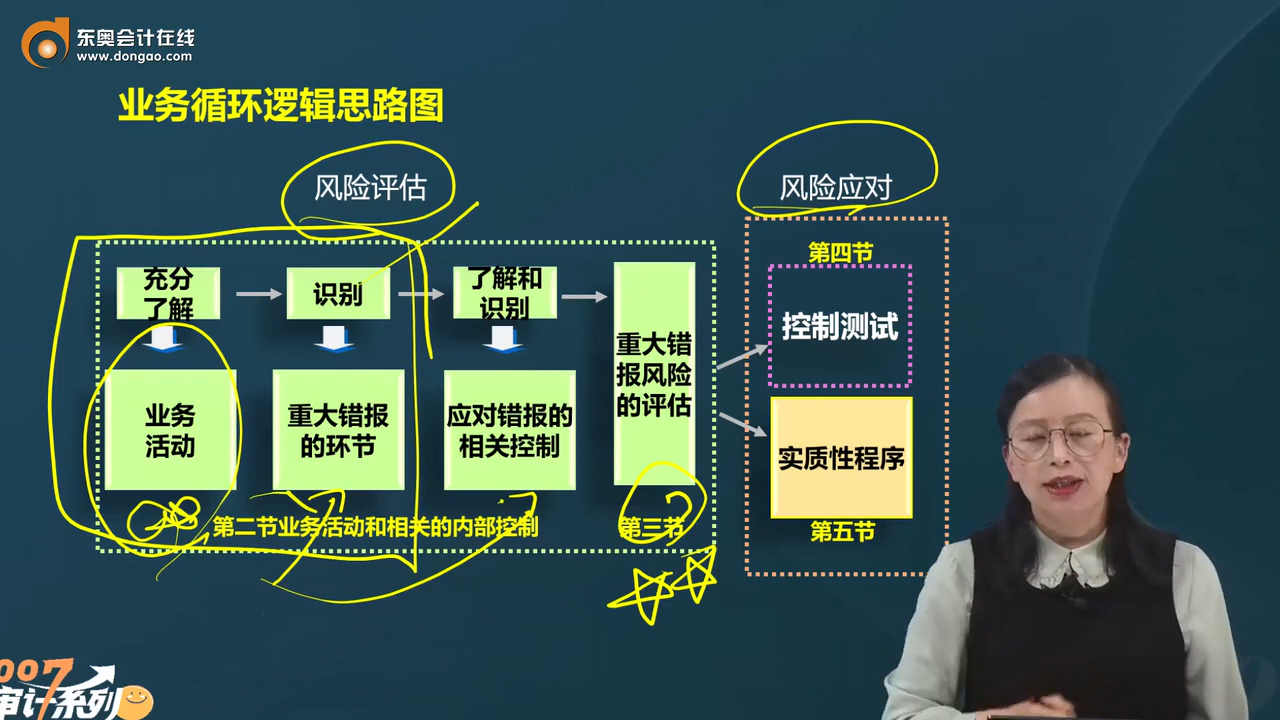 东奥会计在线
www.dongao.com
业务循环逻辑思路图
风险评估
风险应对
充分
了解
识别
了解和
识别
业务
活动
重大错报
的环节
应对错报的
相关控制
重大错
报风险
的评估
第二节业务活动和相关的内部控制
第三节
第四节
控制测试
实质性程序
第五节
007
审计系列